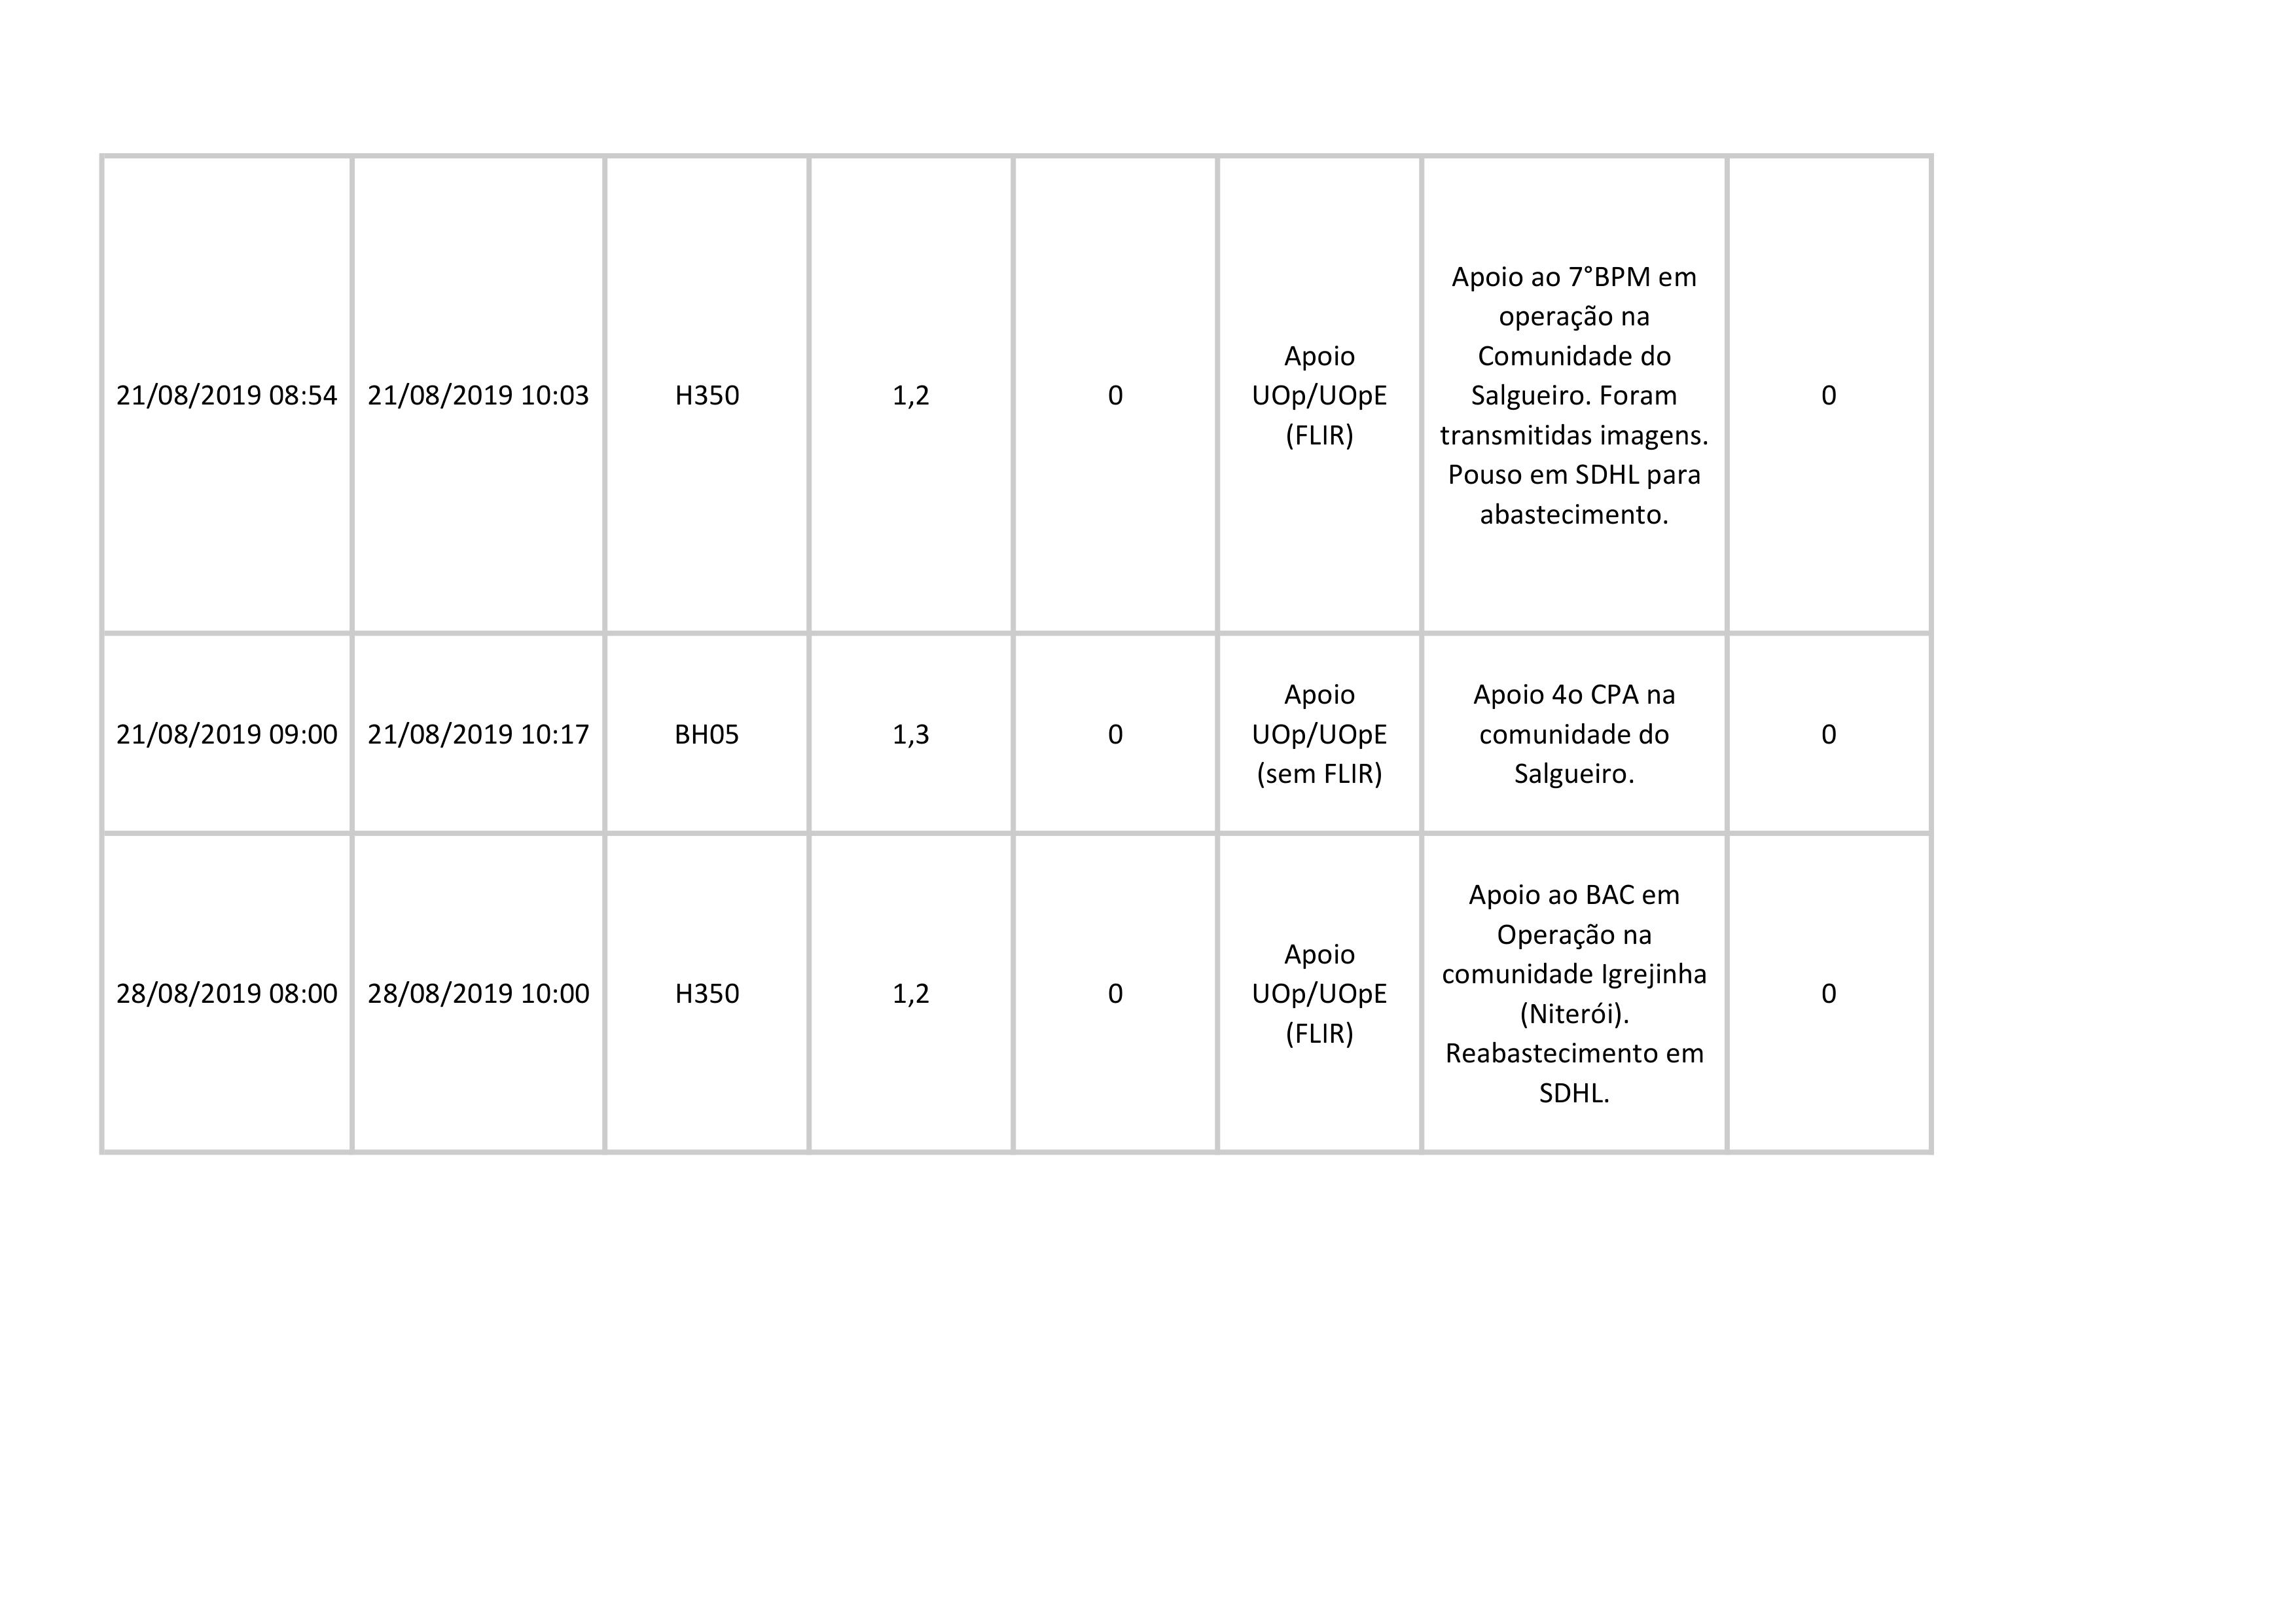 21/08/2019 08:54
21/08/2019 10:03
H350
1,2
0
Apoio
UOp/UOpE
(FLIR)
Apoio ao 7°BPM em
operação na
Comunidade do
Salgueiro. Foram
transmitidas imagens.
Pouso em SDHL para
abastecimento.
0
21/08/2019 09:00
21/08/2019 10:17
BH05
1,3
0
Apoio
UOp/UOpE
(sem FLIR)
Apoio 4o CPA na
comunidade do
Salgueiro.
0
28/08/2019 08:00
28/08/2019 10:00
H350
1,2
0
Apoio
UOp/UOpE
(FLIR)
Apoio ao BAC em
Operação na
comunidade Igrejinha
(Niterói).
Reabastecimento em
SDHL.
0